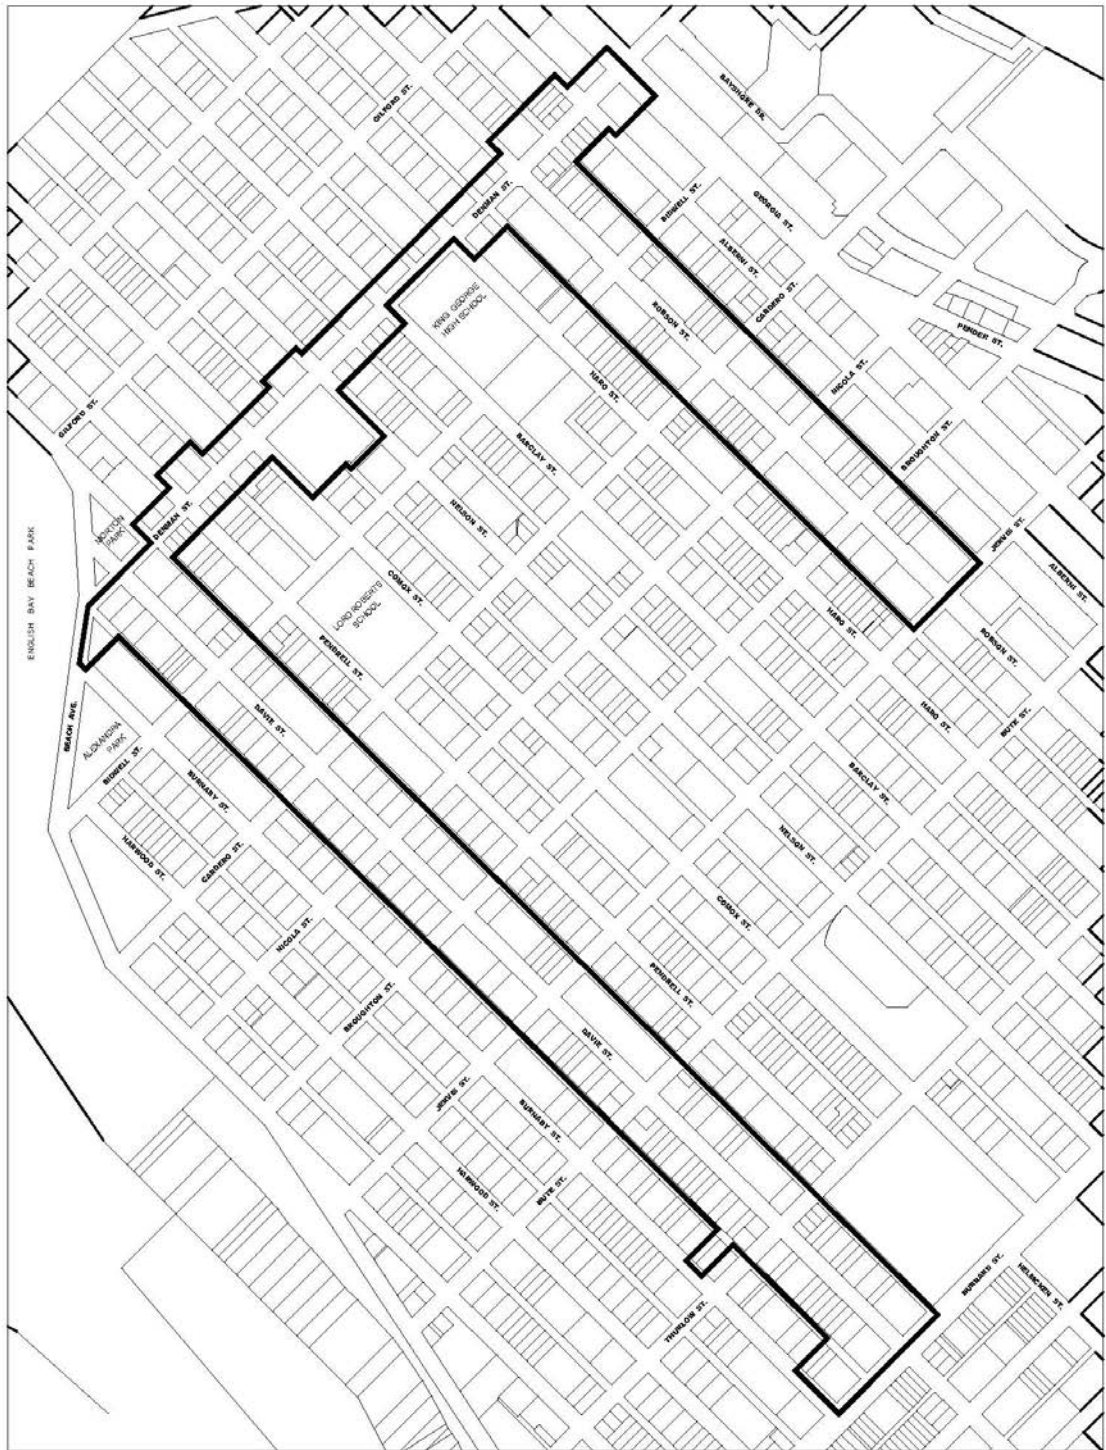 GILFORD ST.
BAYSHORE DR.
DENMAN ST.
BIDWELL ST.
GEORGIA ST.
ALBERNI ST.
CARDERO ST.
PENDER ST.
KING GEORGE
HIGH SCHOOL
ROBSON ST.
NICOLA ST.
HARO ST.
GILFORD ST.
BROUGHTON ST.
BARCLAY ST.
NELSON ST.
DENMAN ST.
MORTON
PARK
ENGLISH BAY BEACH PARK
JERVIS ST.
ALBERNI ST.
COMOX ST.
LORD ROBERTS
SCHOOL
HARO ST.
ROBSON ST.
PENDRELL ST.
BEACH AVE.
DAVIE ST.
HARO ST.
BUTE ST.
ALEXANDRA
PARK
BIDWELL ST.
BURNABY ST.
BARCLAY ST.
HARWOOD ST.
CARDERO ST.
NELSON ST.
NICOLA ST.
COMOX ST.
PENDRELL ST.
BROUGHTON ST.
DAVIE ST.
JERVIS ST.
BURNABY ST.
HARWOOD ST.
BUTE ST.
THURLOW ST.
BURRARD ST.
HELMCKEN ST.